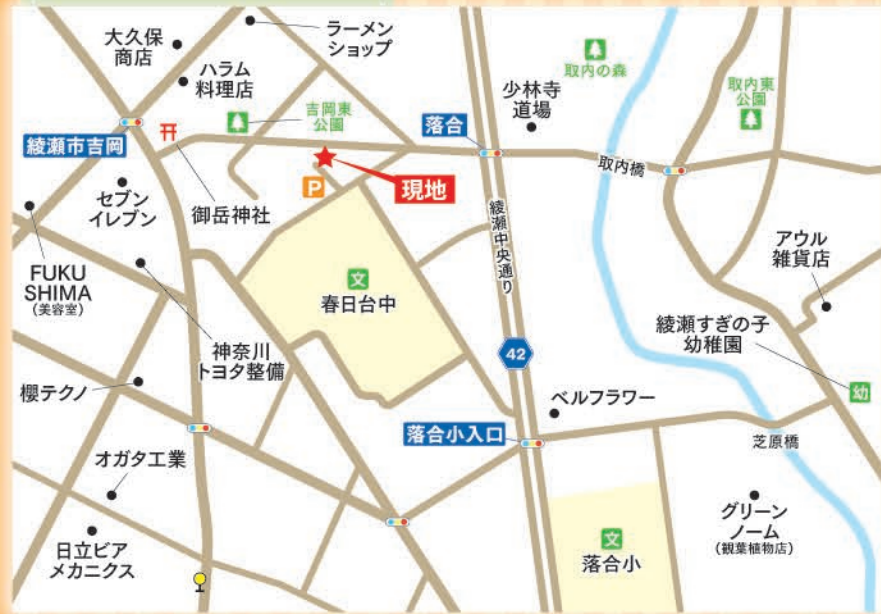 大久保
商店
ラーメン
ショップ
ハラム
料理店
吉岡東
公園
取内の森
少林寺
道場
取内東
公園
綾瀬市吉岡
落合
取内橋
セブン
イレブン
御岳神社
P
現地
綾瀬中央通り
アウル
雑貨店
FUKU
SHIMA
(美容室)
文
春日台中
神奈川
トヨタ整備
42
綾瀬すぎの子
幼稚園
櫻テクノ
ベルフラワー
幼
落合小入口
芝原橋
オガタ工業
グリーン
ノーム
(観葉植物店)
日立ビア
メカニクス
文
落合小